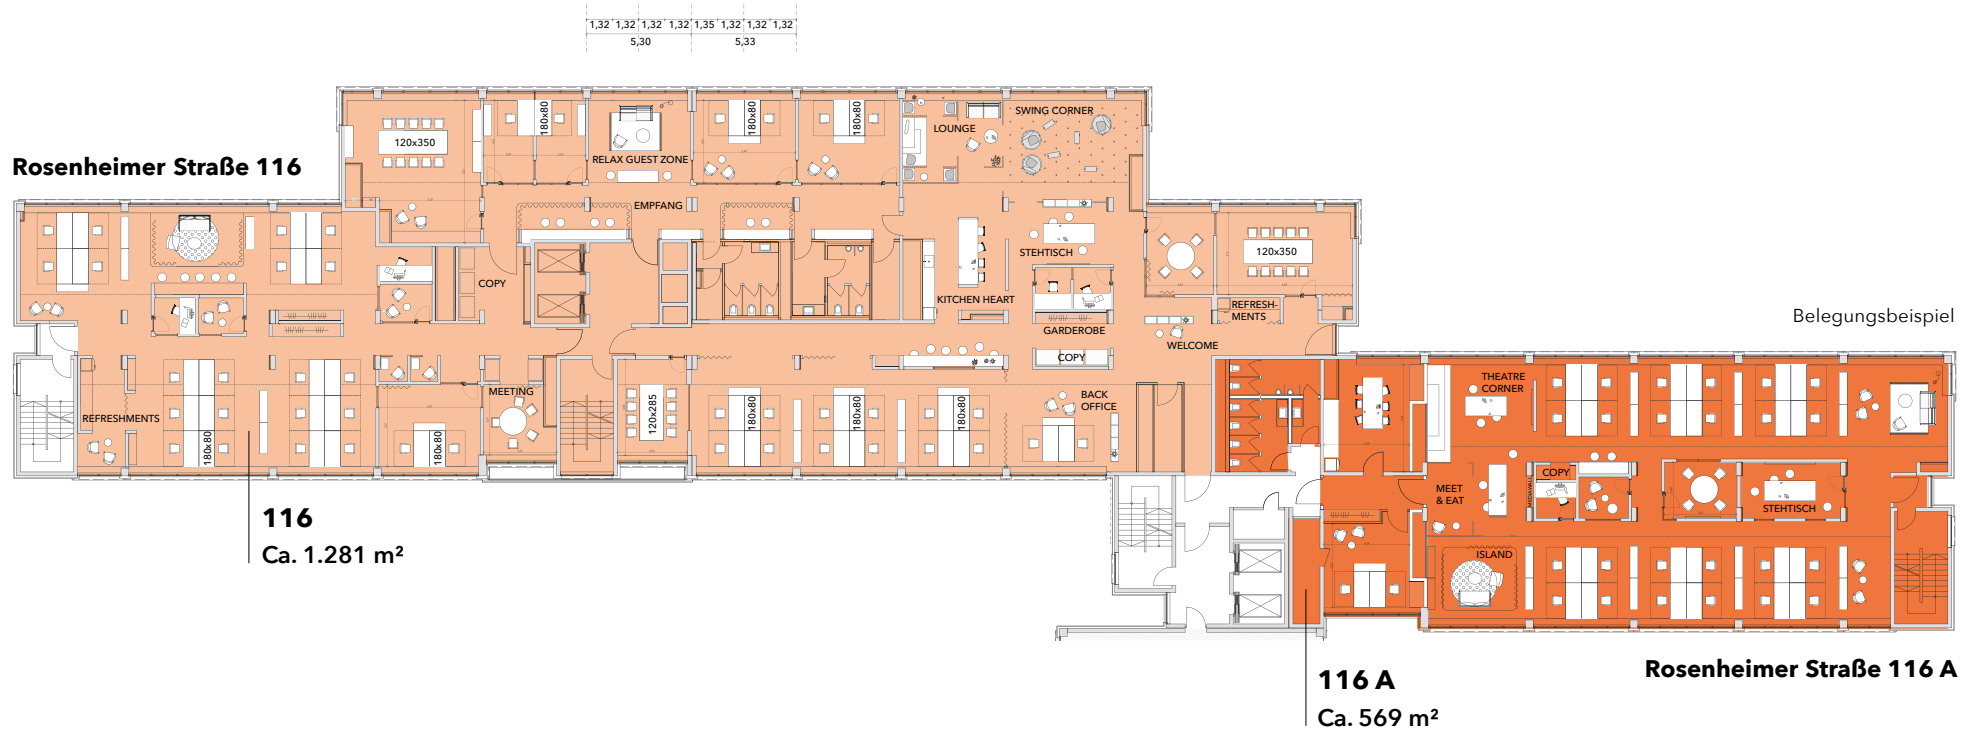 1,32 1,32 1,32 1,32 1,35 1,32 1,32 1,32
5,30 5,33
Rosenheimer Straße 116
120x350
180x80
RELAX GUEST ZONE
180x80
180x80
LOUNGE
SWING CORNER
EMPFANG
COPY
STEHTISCH
KITCHEN HEART
120x350
REFRESH-
MENTS
GARDEROBE
COPY
WELCOME
Belegungsbeispiel
REFRESHMENTS
180x80
180x80
MEETING
120x285
180x80
180x80
180x80
BACK
OFFICE
THEATRE
CORNER
MEET
& EAT
MEDIAWALL
COPY
STEHTISCH
ISLAND
116
Ca. 1.281 m²
116 A
Ca. 569 m²
Rosenheimer Straße 116 A